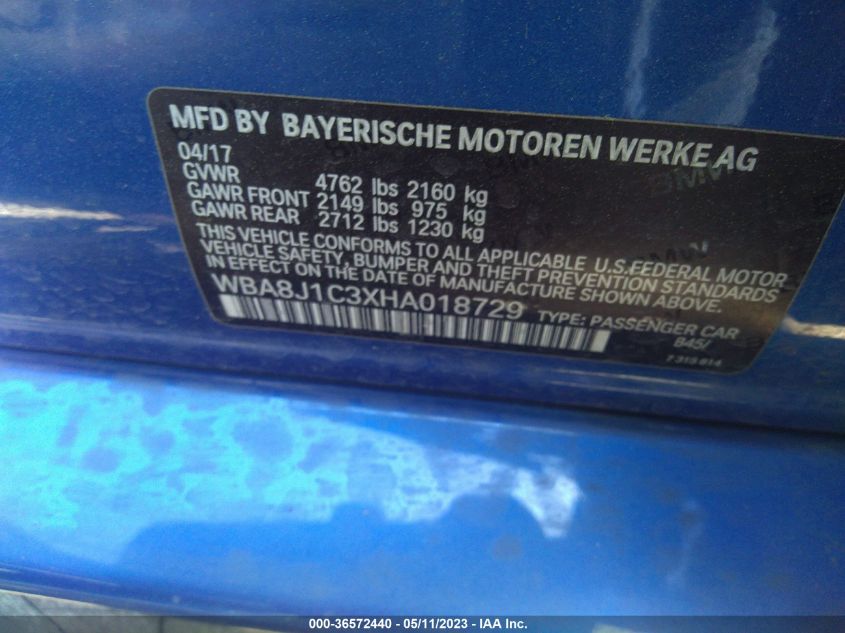 MFD BY BAYERISCHE MOTOREN WERKE AG
04/17
GVWR 4762 lbs 2160 kg
GAWR FRONT 2149 lbs 975 kg
GAWR REAR 2712 lbs 1230 kg
THIS VEHICLE CONFORMS TO ALL APPLICABLE U.S.FEDERAL MOTOR
VEHICLE SAFETY, BUMPER AND THEFT PREVENTION STANDARDS
IN EFFECT ON THE DATE OF MANUFACTURE SHOWN ABOVE.
WBA8J1C3XHA018729 TYPE: PASSENGER CAR
B45/
7315814
000-36572440 - 05/11/2023 - IAA Inc.